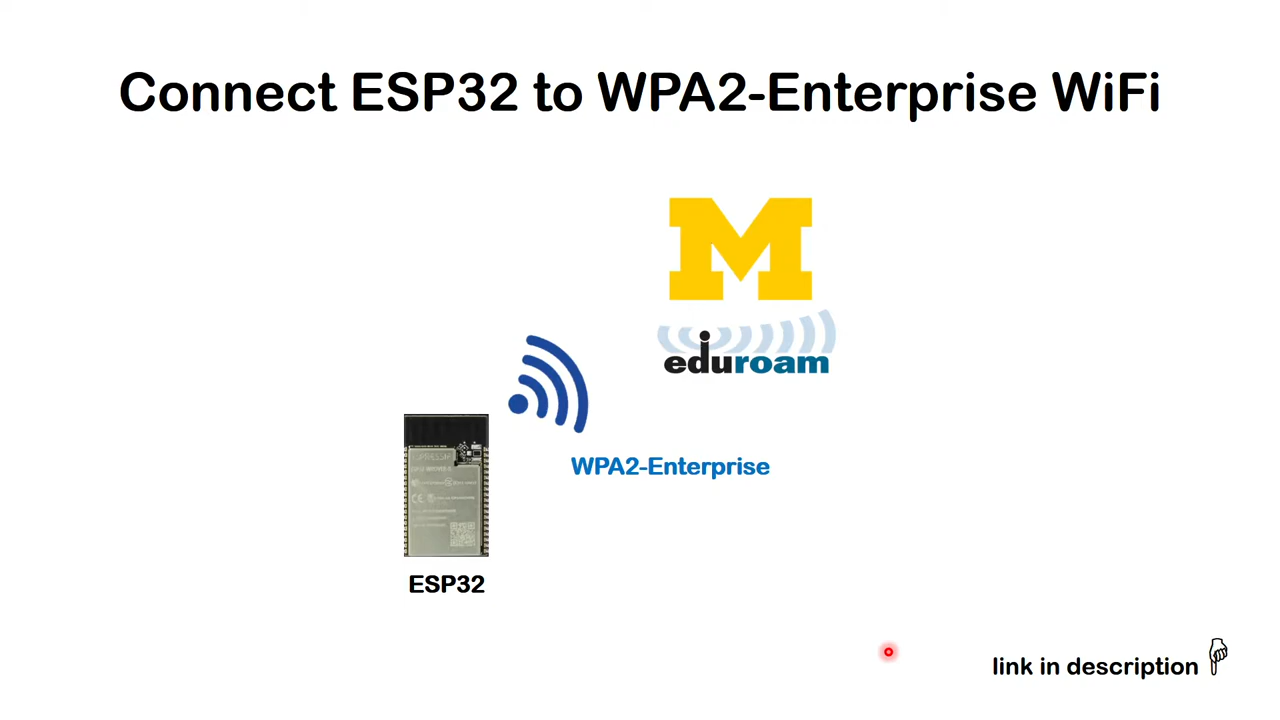 Connect ESP32 to WPA2-Enterprise WiFi
M
eduroam
WPA2-Enterprise
ESP32
link in description